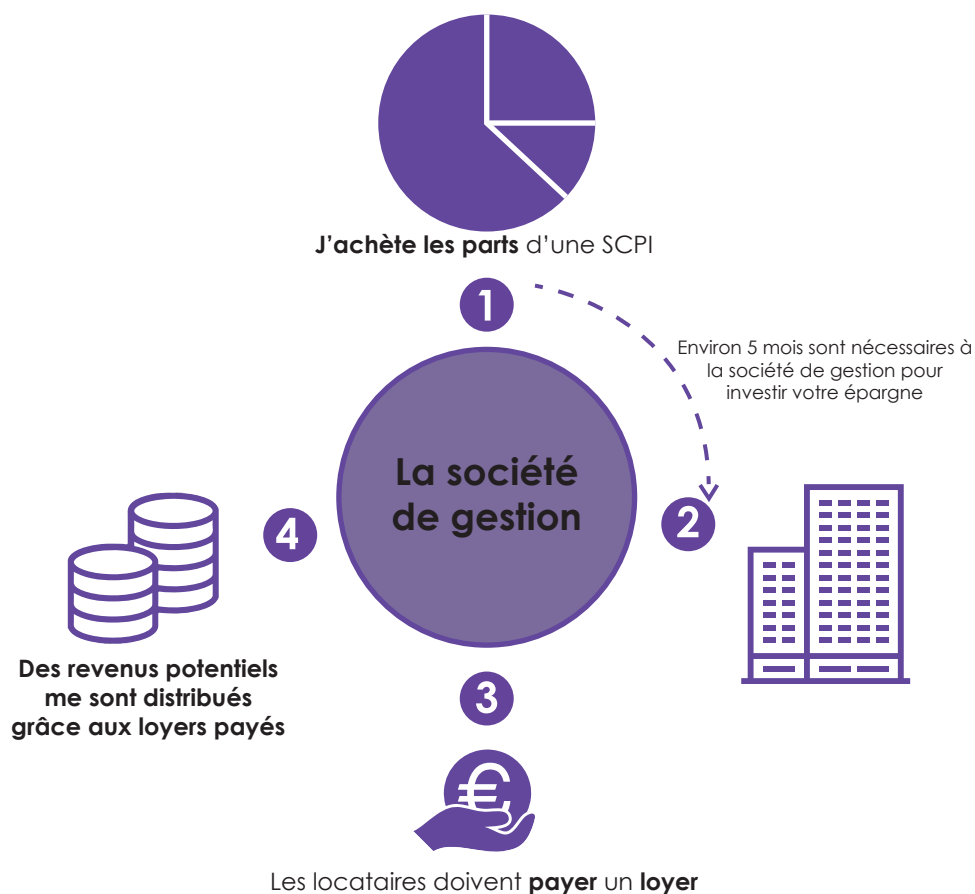 J’achète les parts d’une SCPI
1
Environ 5 mois sont nécessaires à
la société de gestion pour
investir votre épargne
La société
de gestion
2
4
Des revenus potentiels
me sont distribués
grâce aux loyers payés
3
€
Les locataires doivent payer un loyer